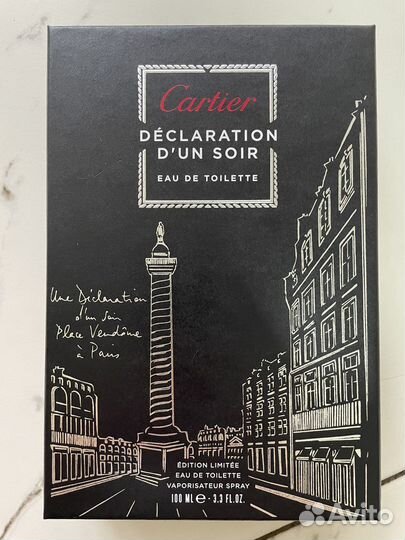 Cartier
DÉCLARATION
D'UN SOIR
EAU DE TOILETTE
Une Déclaration
d'un soir
Place Vendôme
à Paris
ÉDITION LIMITÉE
EAU DE TOILETTE
VAPORISATEUR SPRAY
100 ML e - 3.3 FL.OZ.
Avito